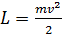 L = mv²/2